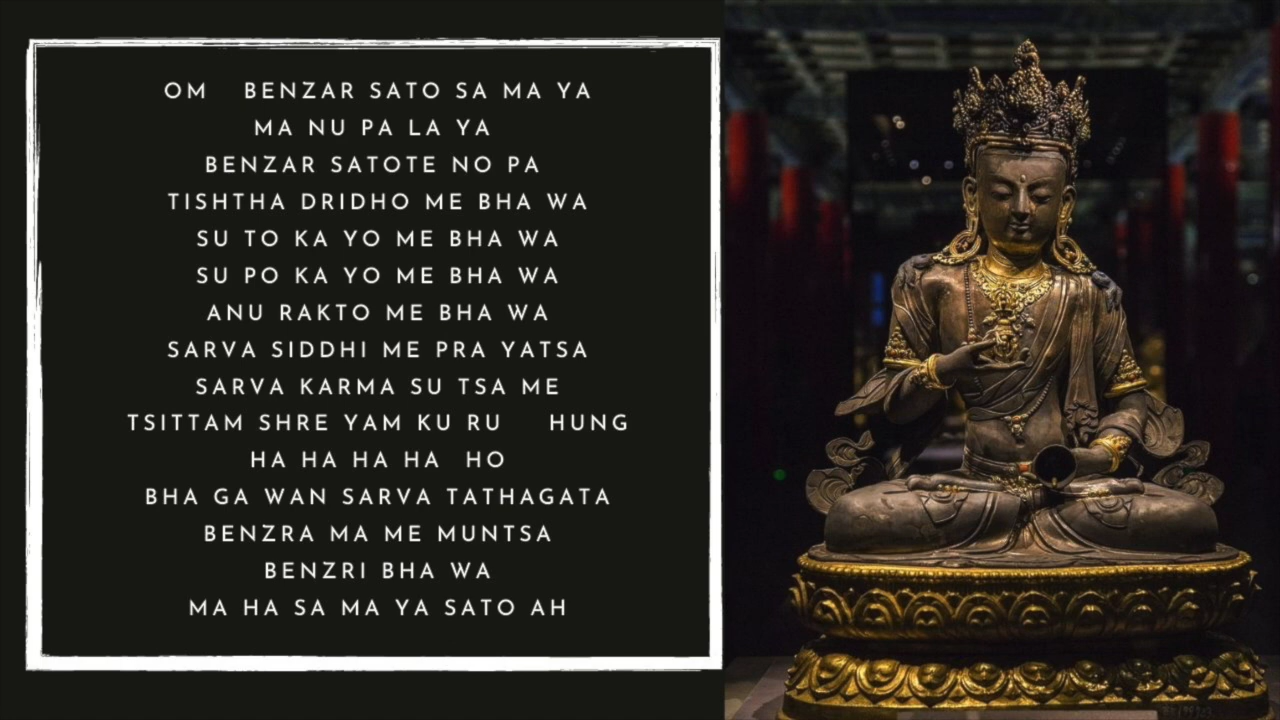 OM BENZAR SATO SA MA YA
MA NU PA LA YA
BENZAR SATOTE NO PA
TISHTHA DRIDHO ME BHA WA
SU TO KA YO ME BHA WA
SU PO KA YO ME BHA WA
ANU RAKTO ME BHA WA
SARVA SIDDHI ME PRA YATSA
SARVA KARMA SU TSA ME
TSITTAM SHRE YAM KU RU HUNG
HA HA HA HA HO
BHA GA WAN SARVA TATHAGATA
BENZRA MA ME MUNTSA
BENZRI BHA WA
MA HA SA MA YA SATO AH